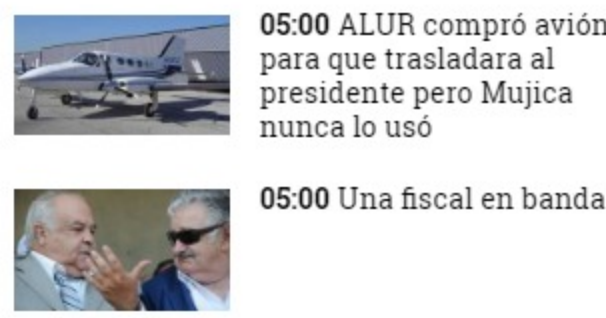 05:00 ALUR compró avión
para que trasladara al
presidente pero Mujica
nunca lo usó
05:00 Una fiscal en banda